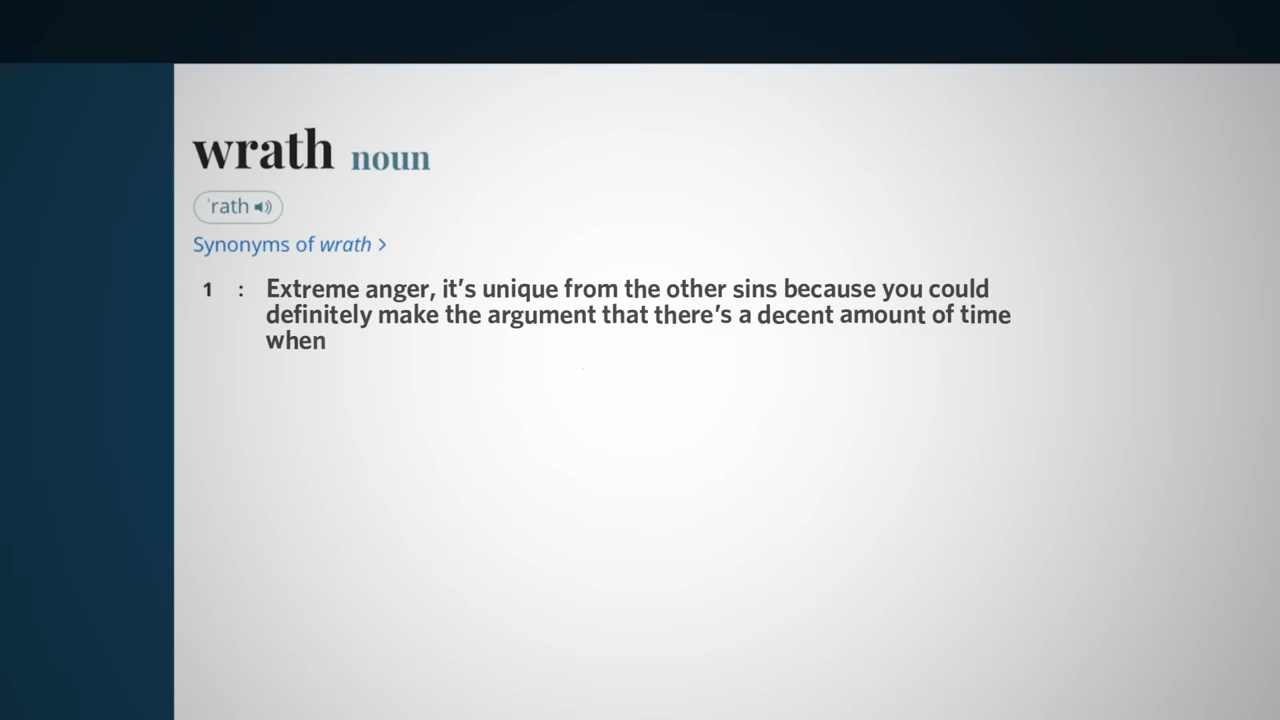 wrath noun
ˈrath
Synonyms of wrath >
1 : Extreme anger, it’s unique from the other sins because you could
definitely make the argument that there’s a decent amount of time
when